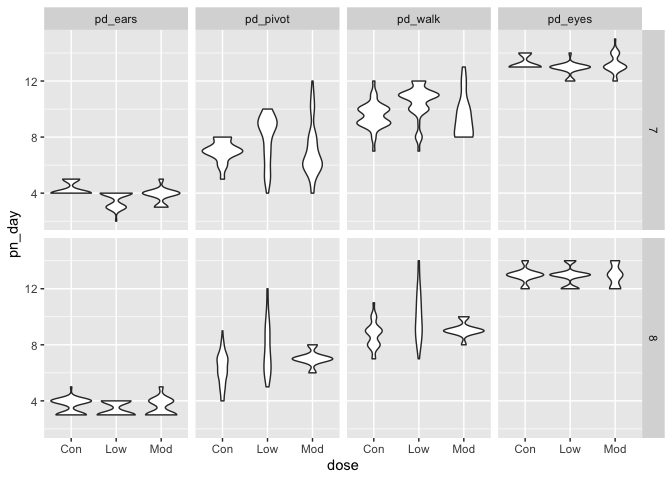 pd_ears pd_pivot pd_walk pd_eyes
12
8
4
7
pn_day
12
8
4
8
Con Low Mod Con Low Mod Con Low Mod Con Low Mod
dose